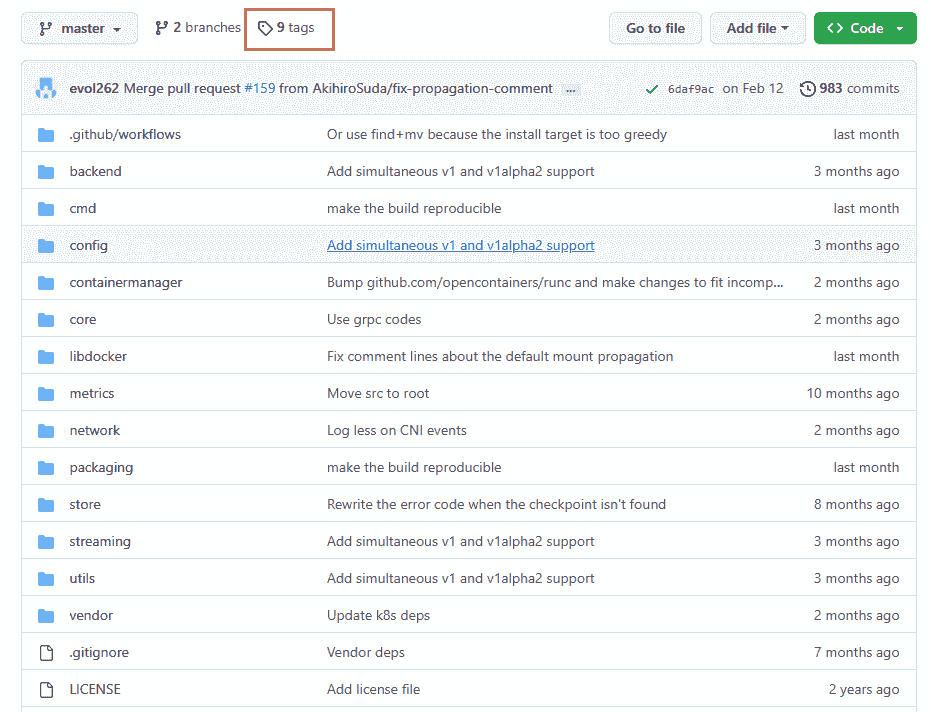 master 2 branches 9 tags Go to file Add file Code
evol262 Merge pull request #159 from AkihiroSuda/fix-propagation-comment ... 6daf9ac on Feb 12 983 commits
.github/workflows Or use find+mv because the install target is too greedy last month
backend Add simultaneous v1 and v1alpha2 support 3 months ago
cmd make the build reproducible last month
config Add simultaneous v1 and v1alpha2 support 3 months ago
containermanager Bump github.com/opencontainers/runc and make changes to fit incomp... 2 months ago
core Use grpc codes 2 months ago
libdocker Fix comment lines about the default mount propagation last month
metrics Move src to root 10 months ago
network Log less on CNI events 2 months ago
packaging make the build reproducible last month
store Rewrite the error code when the checkpoint isn't found 8 months ago
streaming Add simultaneous v1 and v1alpha2 support 3 months ago
utils Add simultaneous v1 and v1alpha2 support 3 months ago
vendor Update k8s deps 2 months ago
.gitignore Vendor deps 7 months ago
LICENSE Add license file 2 years ago